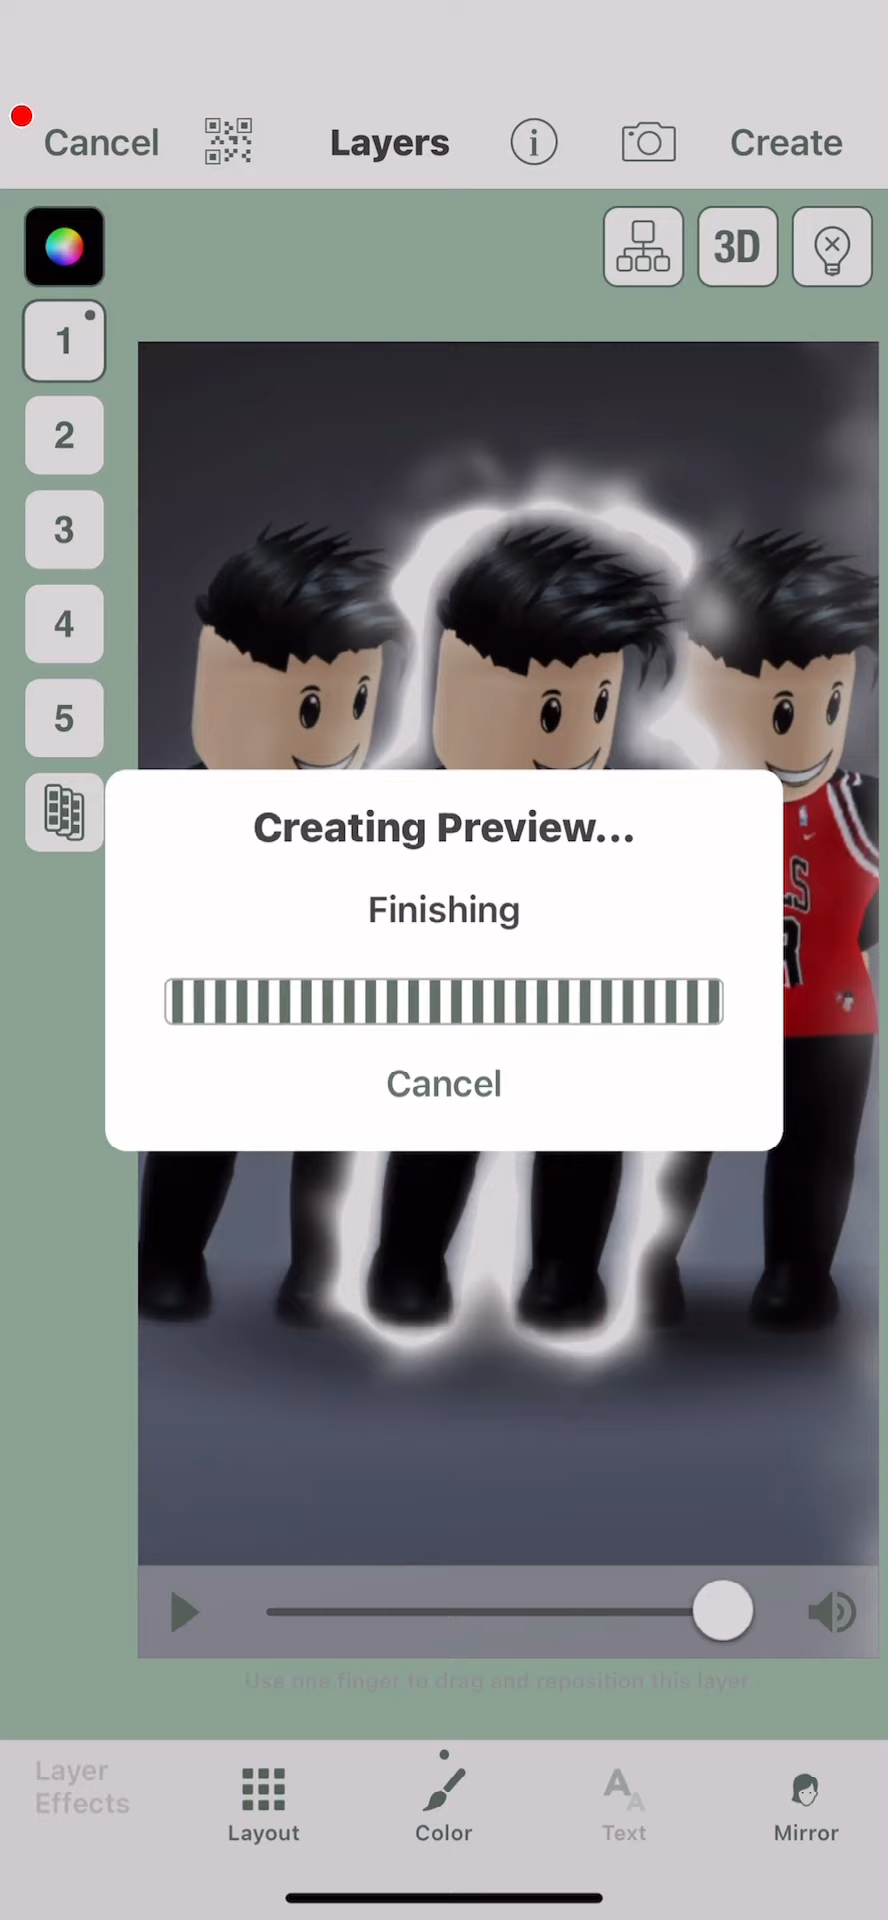 Cancel
Layers
i
Create
3D
1
2
3
4
5
Creating Preview...
Finishing
Cancel
S
R
Use one finger to drag and reposition this layer
Layer
Effects
Layout
Color
Text
Mirror